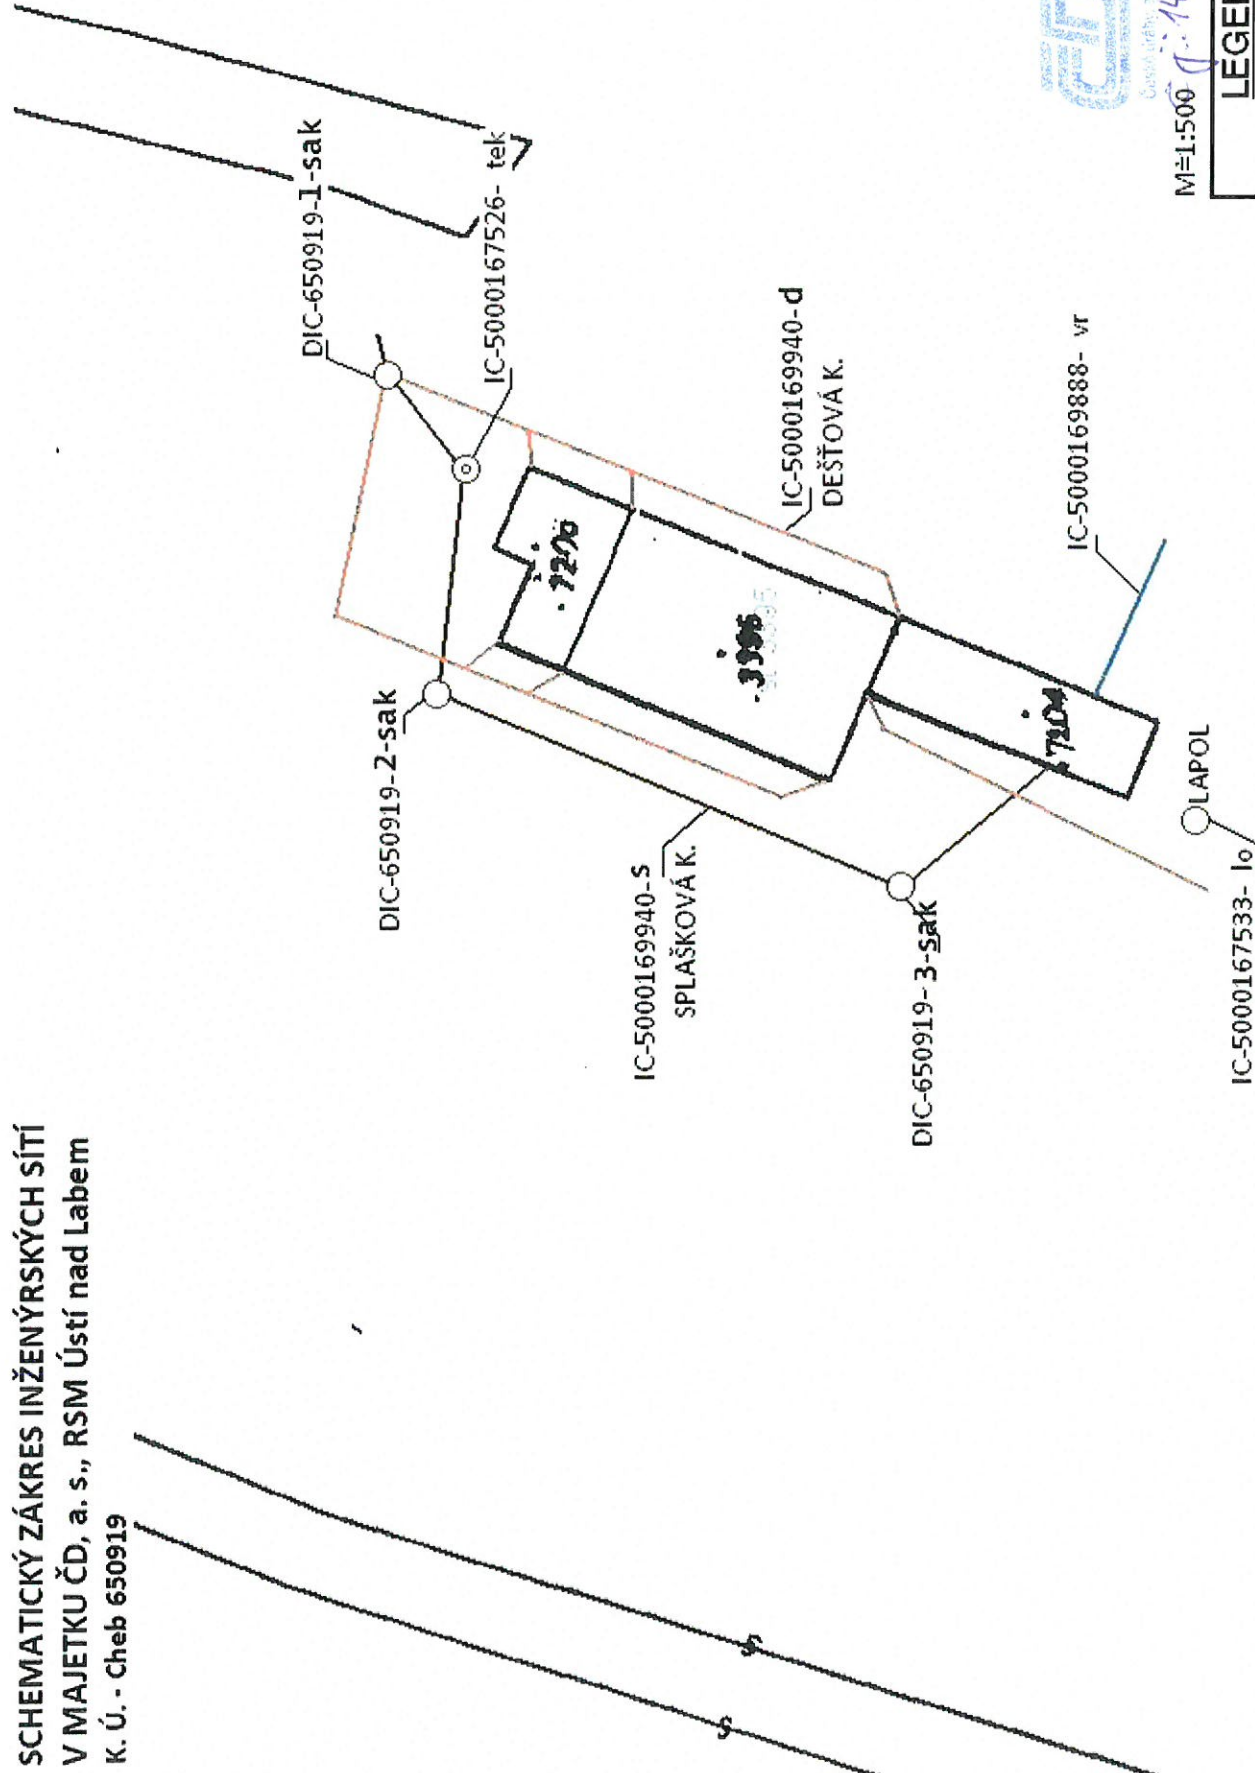 SCHEMATICKÝ ZÁKRES INŽENÝRSKÝCH SÍTÍ
V MAJETKU ČD, a. s., RSM Ústí nad Labem
K. Ú. - Cheb 650919
DIC-650919-1-sak
IC-5000167526- tek
DIC-650919-2-sak
7200
IC-5000169940-d
DEŠŤOVÁ K.
IC-5000169940-S
SPLAŠKOVÁ K.
7204
DIC-650919-3-sak
IC-5000169888- vr
LAPOL
IC-5000167533- lo
S
S
M=1:500